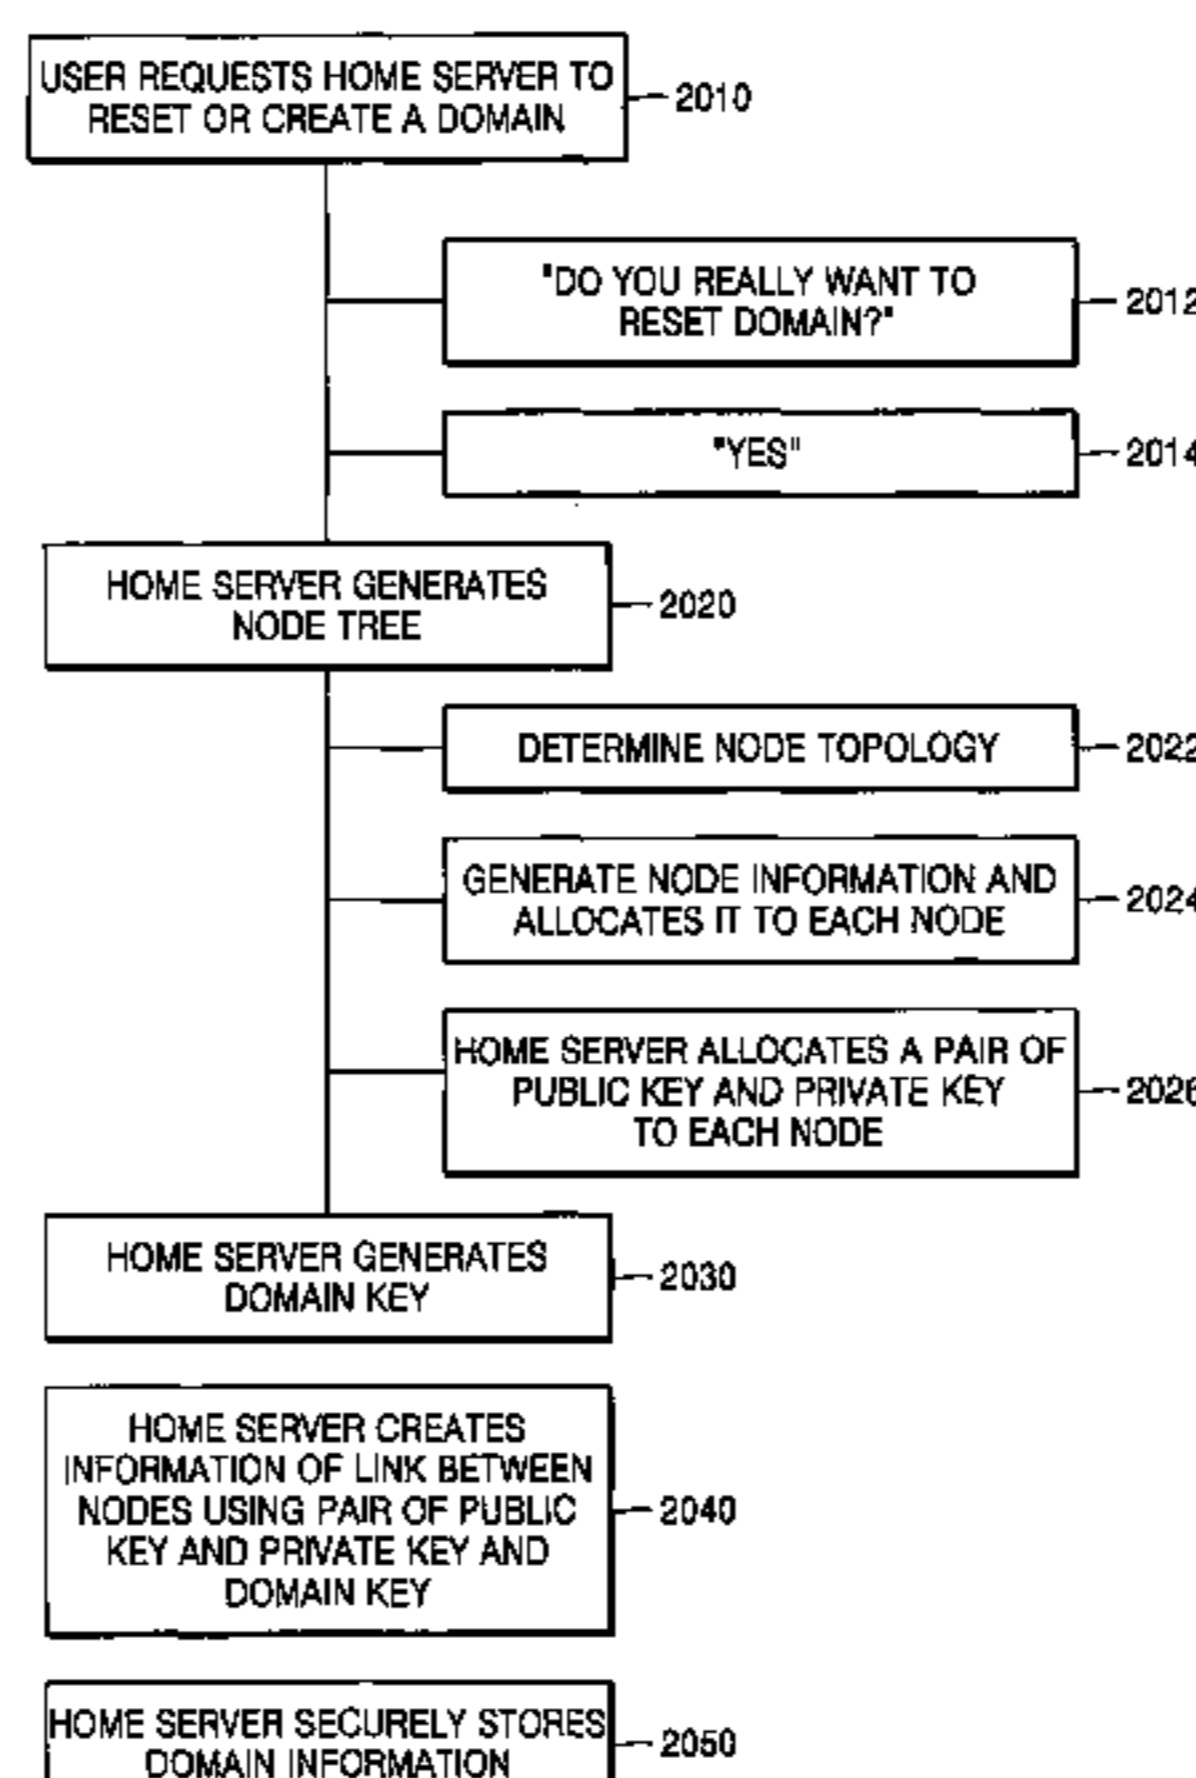 USER REQUESTS HOME SERVER TO
RESET OR CREATE A DOMAIN
2010
"DO YOU REALLY WANT TO
RESET DOMAIN?"
2012
"YES"
2014
HOME SERVER GENERATES
NODE TREE
2020
DETERMINE NODE TOPOLOGY
2022
GENERATE NODE INFORMATION AND
ALLOCATES IT TO EACH NODE
2024
HOME SERVER ALLOCATES A PAIR OF
PUBLIC KEY AND PRIVATE KEY
TO EACH NODE
2026
HOME SERVER GENERATES
DOMAIN KEY
2030
HOME SERVER CREATES
INFORMATION OF LINK BETWEEN
NODES USING PAIR OF PUBLIC
KEY AND PRIVATE KEY AND
DOMAIN KEY
2040
HOME SERVER SECURELY STORES
DOMAIN INFORMATION
2050